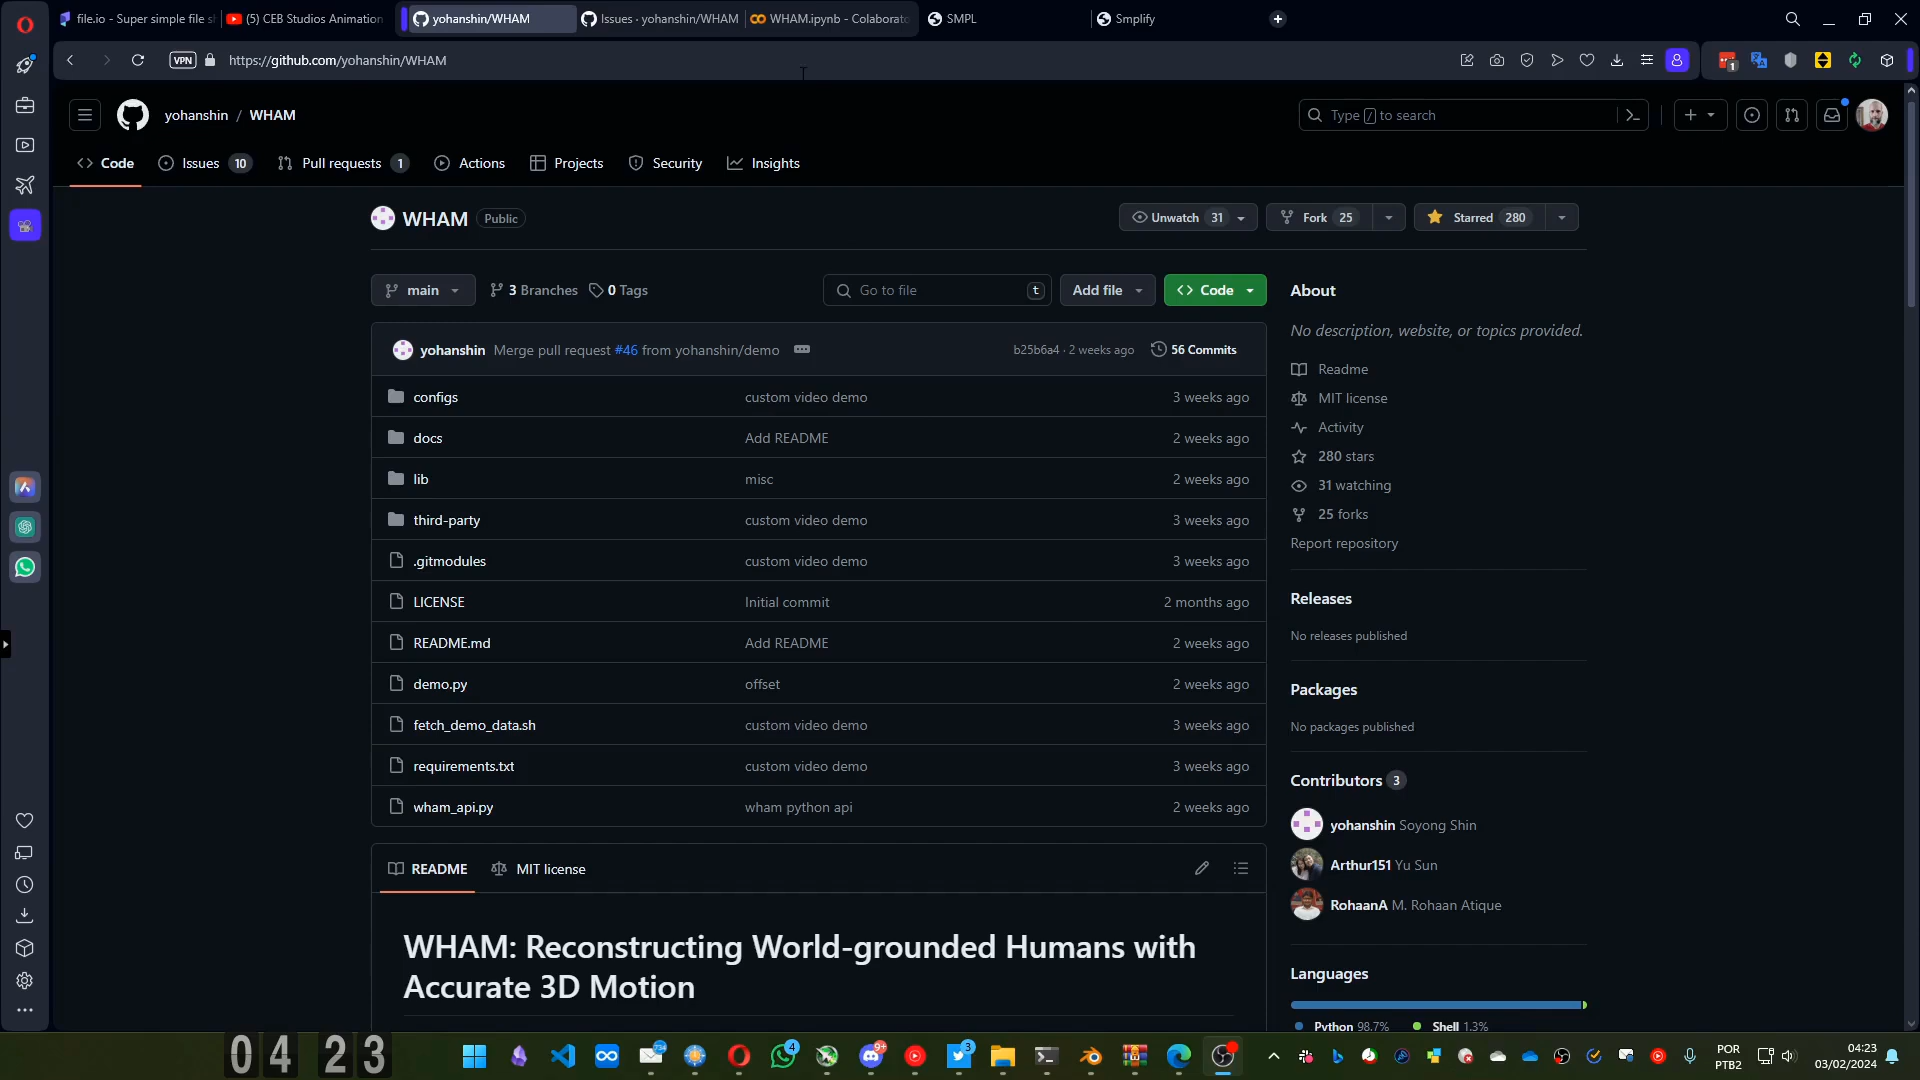 file.io - Super simple file s
(5) CEB Studios Animation
yohanshin/WHAM
Issues · yohanshin/WHAM
WHAM.ipynb - Colaborato
SMPL
Smplify
VPN
https://github.com/yohanshin/WHAM
1
yohanshin / WHAM
Type / to search
Code
Issues 10
Pull requests 1
Actions
Projects
Security
Insights
WHAM Public
Unwatch 31
Fork 25
Starred 280
main
3 Branches
0 Tags
Go to file
t
Add file
Code
yohanshin Merge pull request #46 from yohanshin/demo
b25b6a4 · 2 weeks ago
56 Commits
configs custom video demo 3 weeks ago
docs Add README 2 weeks ago
lib misc 2 weeks ago
third-party custom video demo 3 weeks ago
.gitmodules custom video demo 3 weeks ago
LICENSE Initial commit 2 months ago
README.md Add README 2 weeks ago
demo.py offset 2 weeks ago
fetch_demo_data.sh custom video demo 3 weeks ago
requirements.txt custom video demo 3 weeks ago
wham_api.py wham python api 2 weeks ago
README
MIT license
WHAM: Reconstructing World-grounded Humans with
Accurate 3D Motion
About
No description, website, or topics provided.
Readme
MIT license
Activity
280 stars
31 watching
25 forks
Report repository
Releases
No releases published
Packages
No packages published
Contributors 3
yohanshin Soyong Shin
Arthur151 Yu Sun
RohaanA M. Rohaan Atique
Languages
Python 98.7% Shell 1.3%
04 23
4
9+
3
POR
PTB2
04:23
03/02/2024